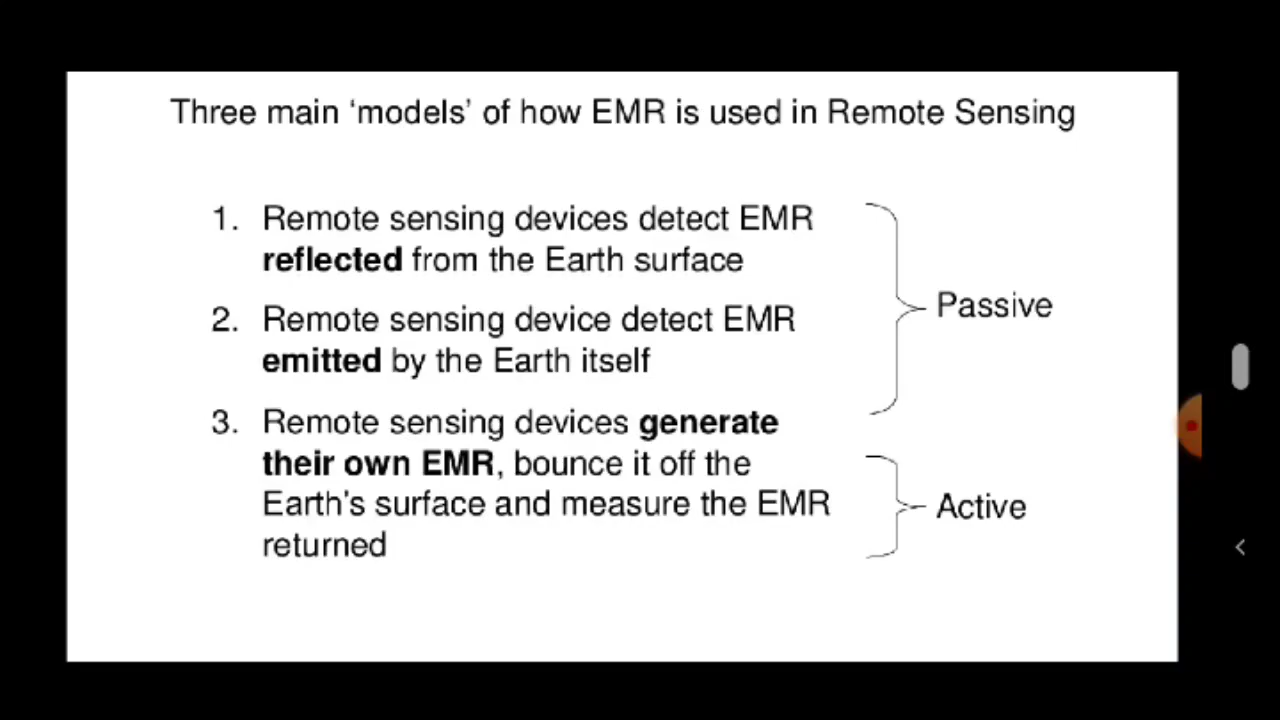 Three main ‘models’ of how EMR is used in Remote Sensing
1. Remote sensing devices detect EMR
reflected from the Earth surface
2. Remote sensing device detect EMR
emitted by the Earth itself
Passive
3. Remote sensing devices generate
their own EMR, bounce it off the
Earth's surface and measure the EMR
returned
Active